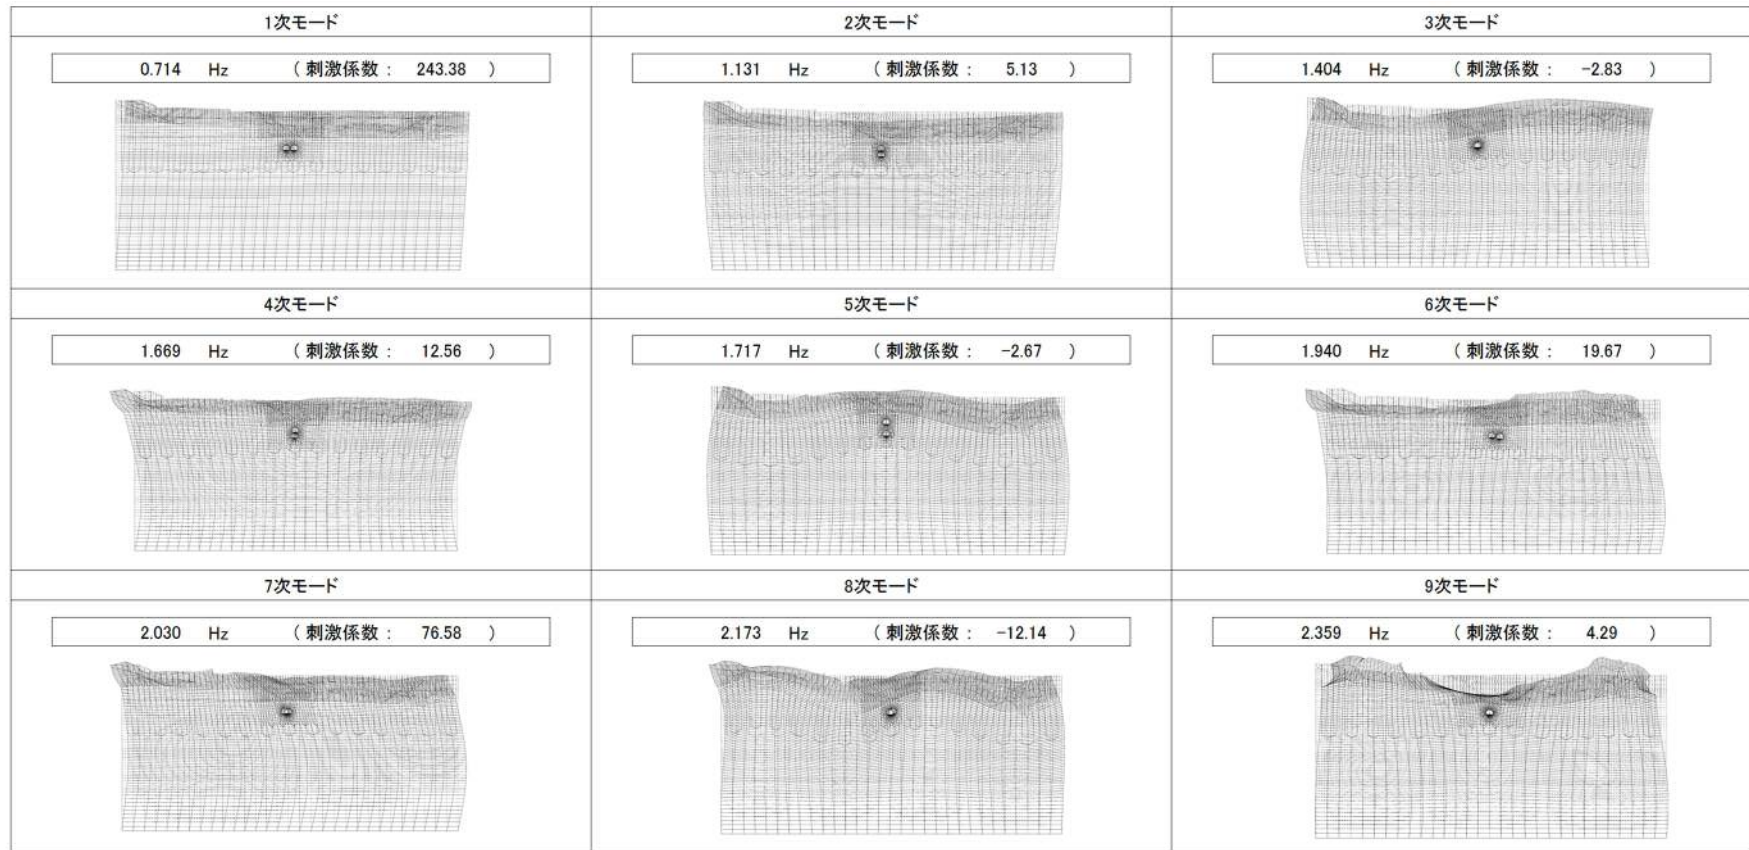 1次モード 2次モード 3次モード
0.714 Hz （ 刺激係数 ： 243.38 ） 1.131 Hz （ 刺激係数 ： 5.13 ） 1.404 Hz （ 刺激係数 ： -2.83 ）
4次モード 5次モード 6次モード
1.669 Hz （ 刺激係数 ： 12.56 ） 1.717 Hz （ 刺激係数 ： -2.67 ） 1.940 Hz （ 刺激係数 ： 19.67 ）
7次モード 8次モード 9次モード
2.030 Hz （ 刺激係数 ： 76.58 ） 2.173 Hz （ 刺激係数 ： -12.14 ） 2.359 Hz （ 刺激係数 ： 4.29 ）